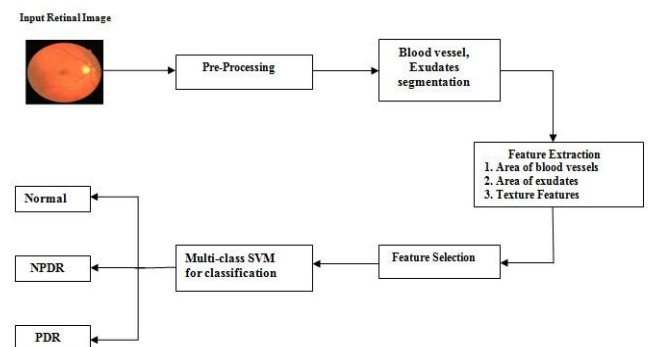 Input Retinal Image
Pre-Processing
Blood vessel,
Exudates
segmentation
Feature Extraction
1. Area of blood vessels
2. Area of exudates
3. Texture Features
Feature Selection
Multi-class SVM
for classification
Normal
NPDR
PDR